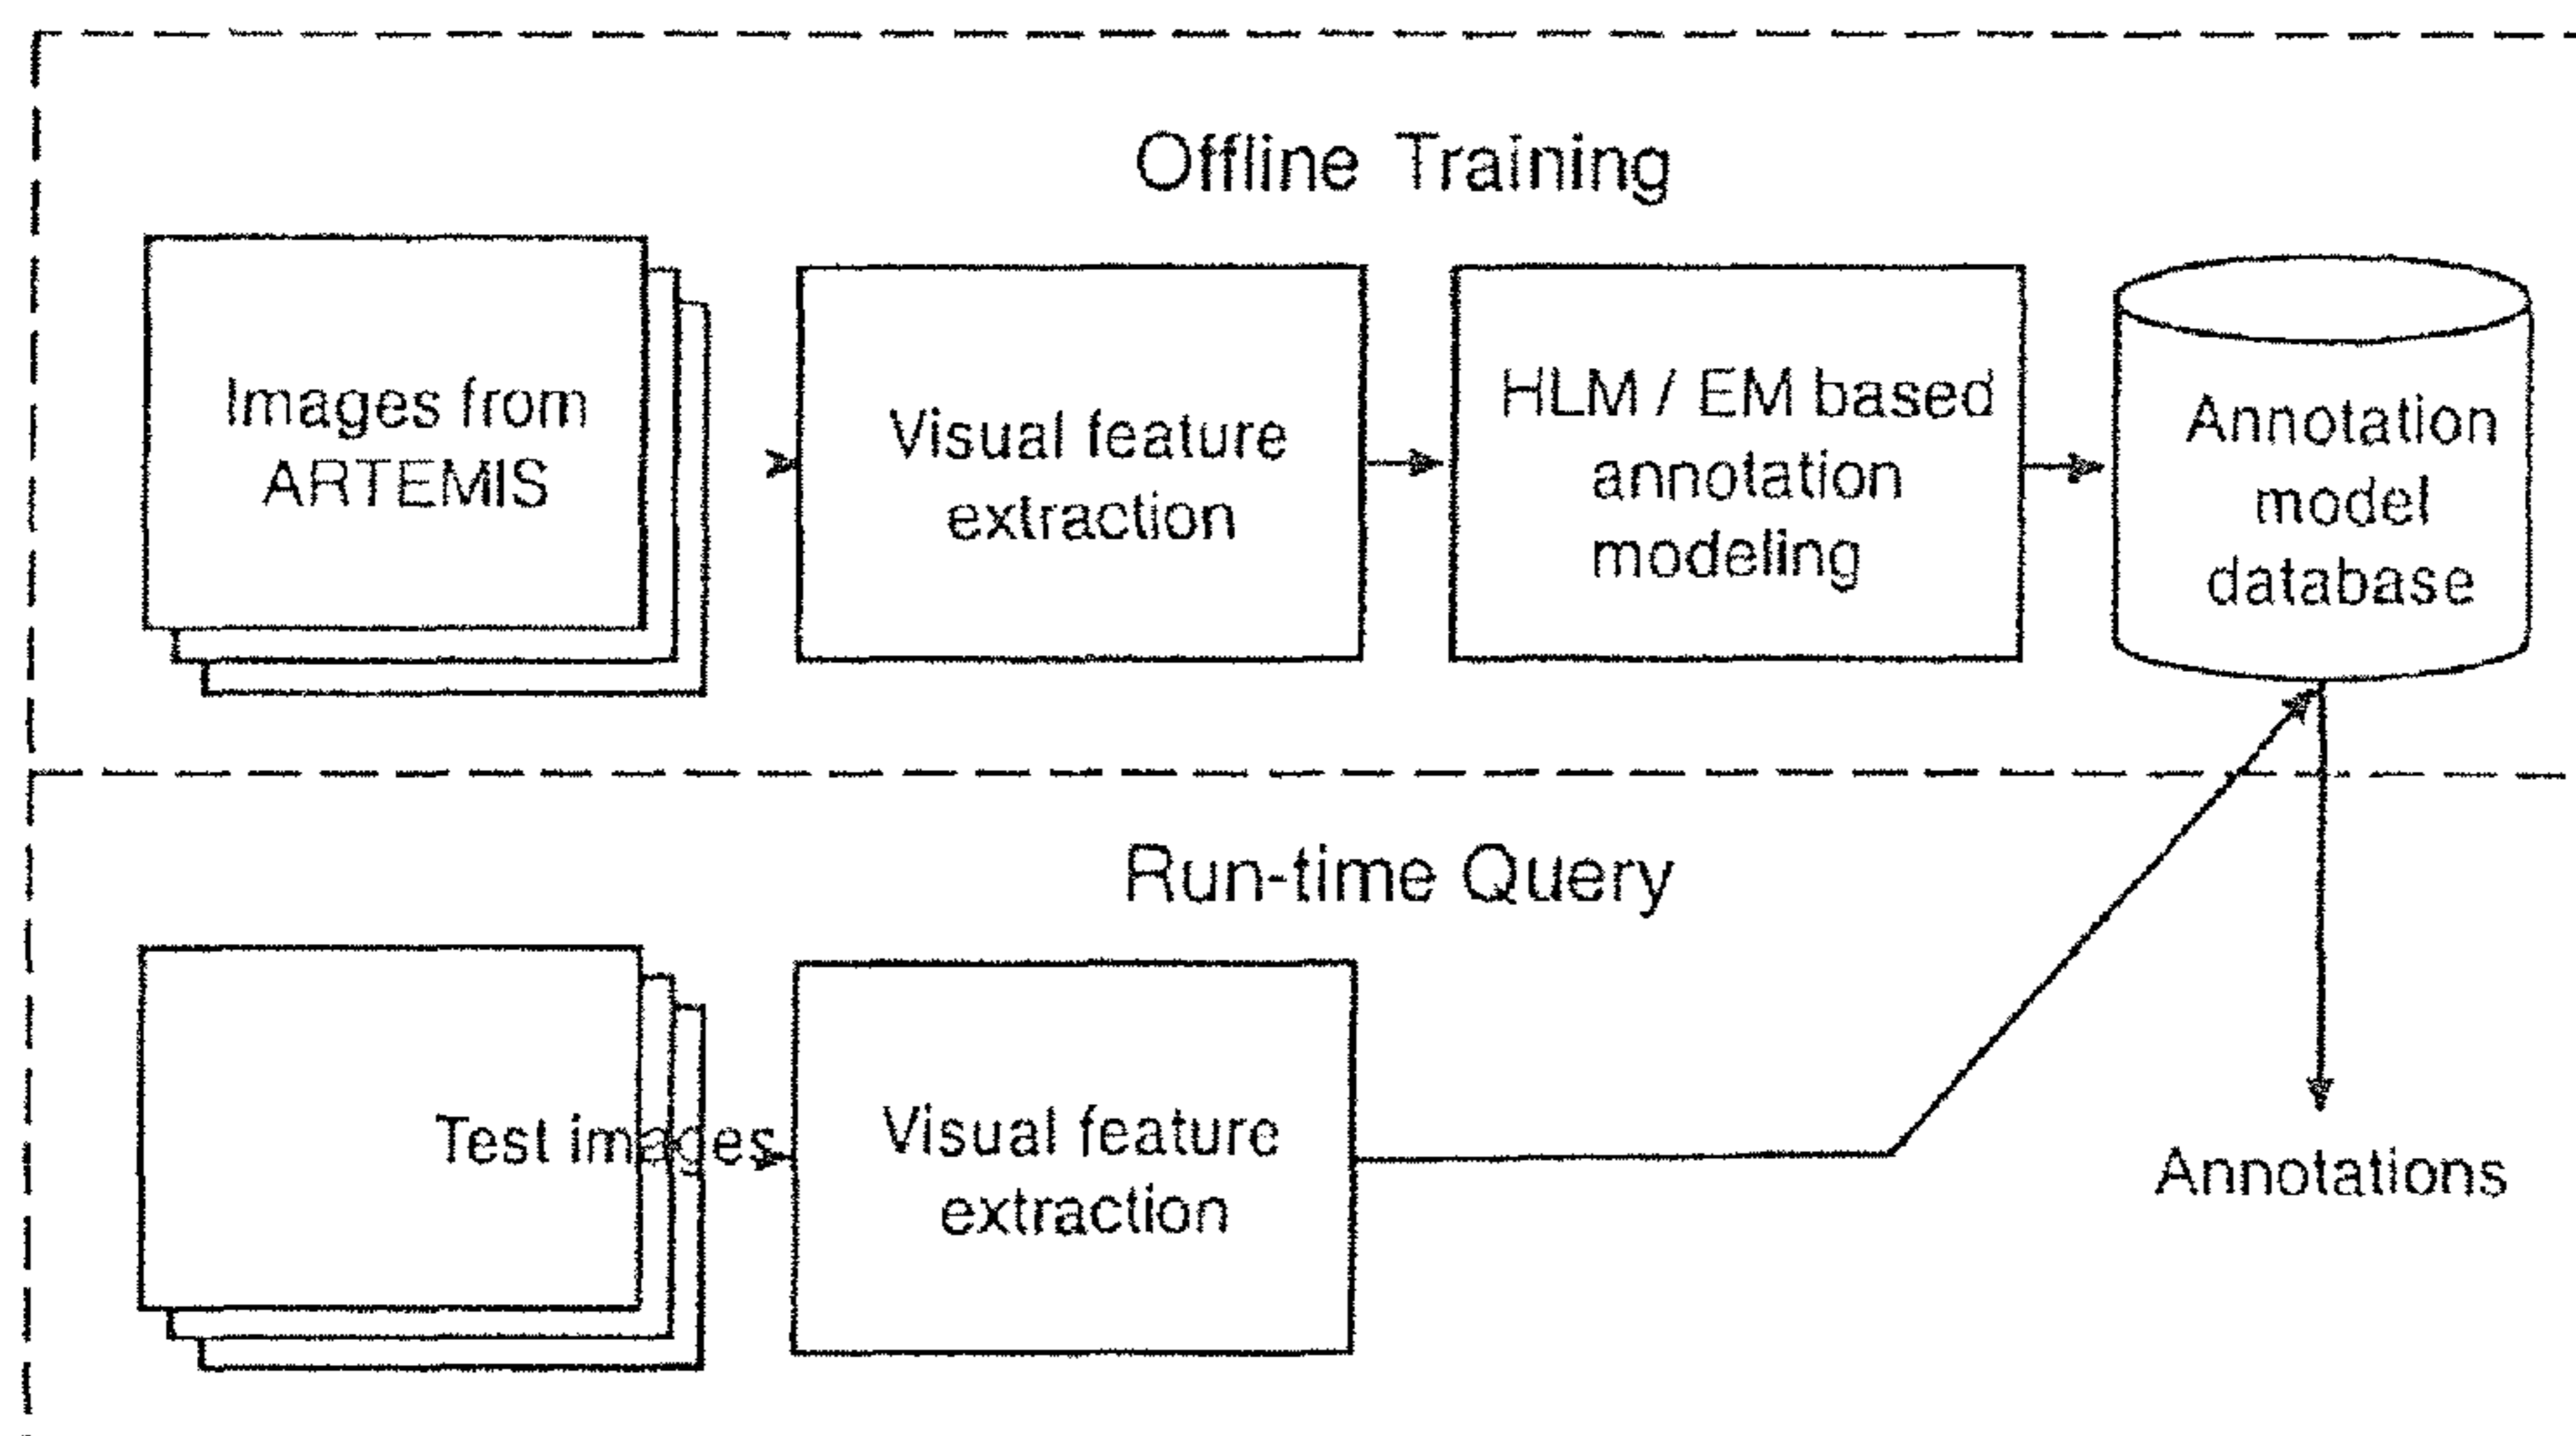 Offline Training
Images from
ARTEMIS
Visual feature
extraction
HLM / EM based
annotation
modeling
Annotation
model
database
Run-time Query
Test images
Visual feature
extraction
Annotations